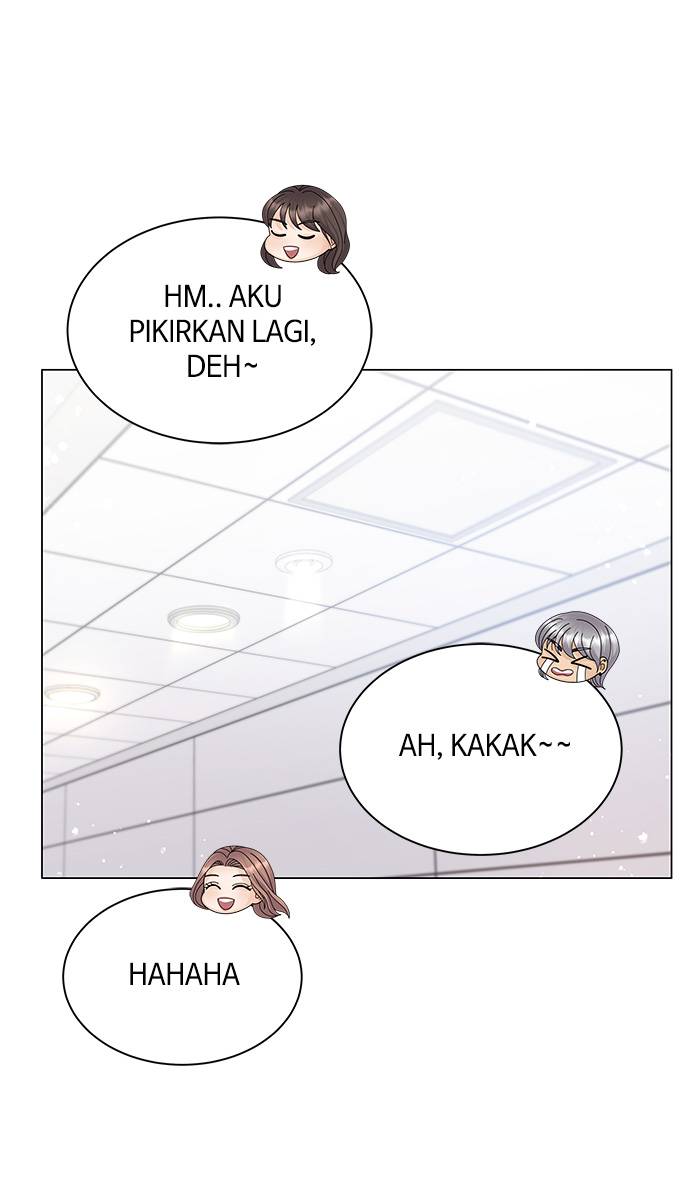 HM.. AKU
PIKIRKAN LAGI,
DEH~
AH, KAKAK~~
HAHAHA